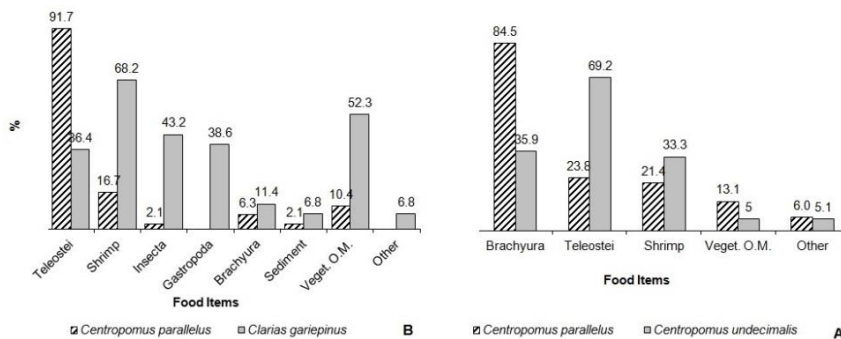 91.7
36.4
16.7
68.2
2.1
43.2
38.6
6.3
11.4
2.1
6.8
10.4
52.3
6.8
%
Teleostei
Shrimp
Insecta
Gastropoda
Brachyura
Sediment
Veget. O.M.
Other
Food Items
Centropomus parallelus Clarias gariepinus B
84.5
35.9
23.8
69.2
21.4
33.3
13.1
5
6.0
5.1
Brachyura Teleostei Shrimp Veget. O.M. Other
Food Items
Centropomus parallelus Centropomus undecimalis A